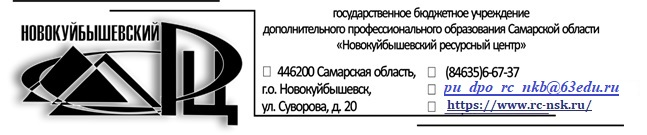 НОВОКУЙБЫШЕВСКИЙ
РЦ
государственное бюджетное учреждение
дополнительного профессионального образования Самарской области
«Новокуйбышевский ресурсный центр»
446200 Самарская область,
г.о. Новокуйбышевск,
ул. Суворова, д. 20
(84635)6-67-37
pu_dpo_rc_nkb@63edu.ru
https://www.rc-nsk.ru/